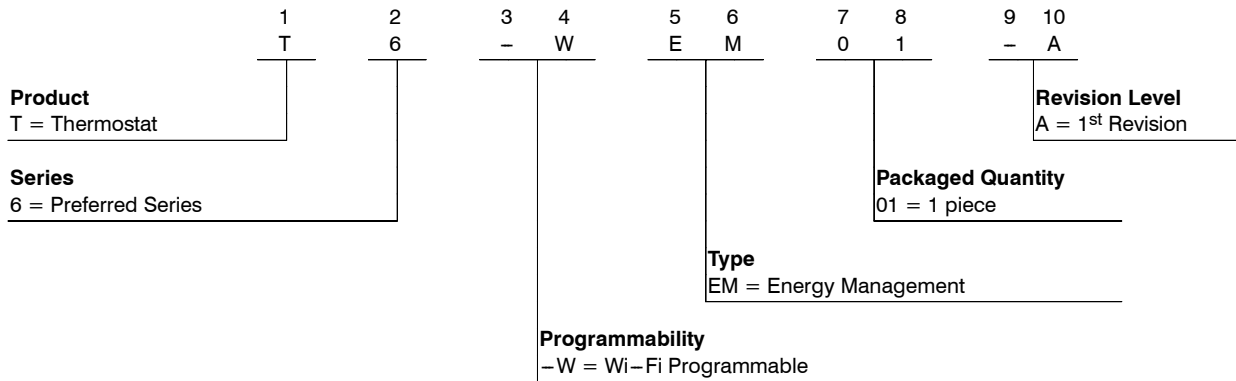 1 2 3 4 5 6 7 8 9 10
T 6 – W E M 0 1 – A
Product
T = Thermostat
Revision Level
A = 1st Revision
Series
6 = Preferred Series
Packaged Quantity
01 = 1 piece
Type
EM = Energy Management
Programmability
–W = Wi–Fi Programmable